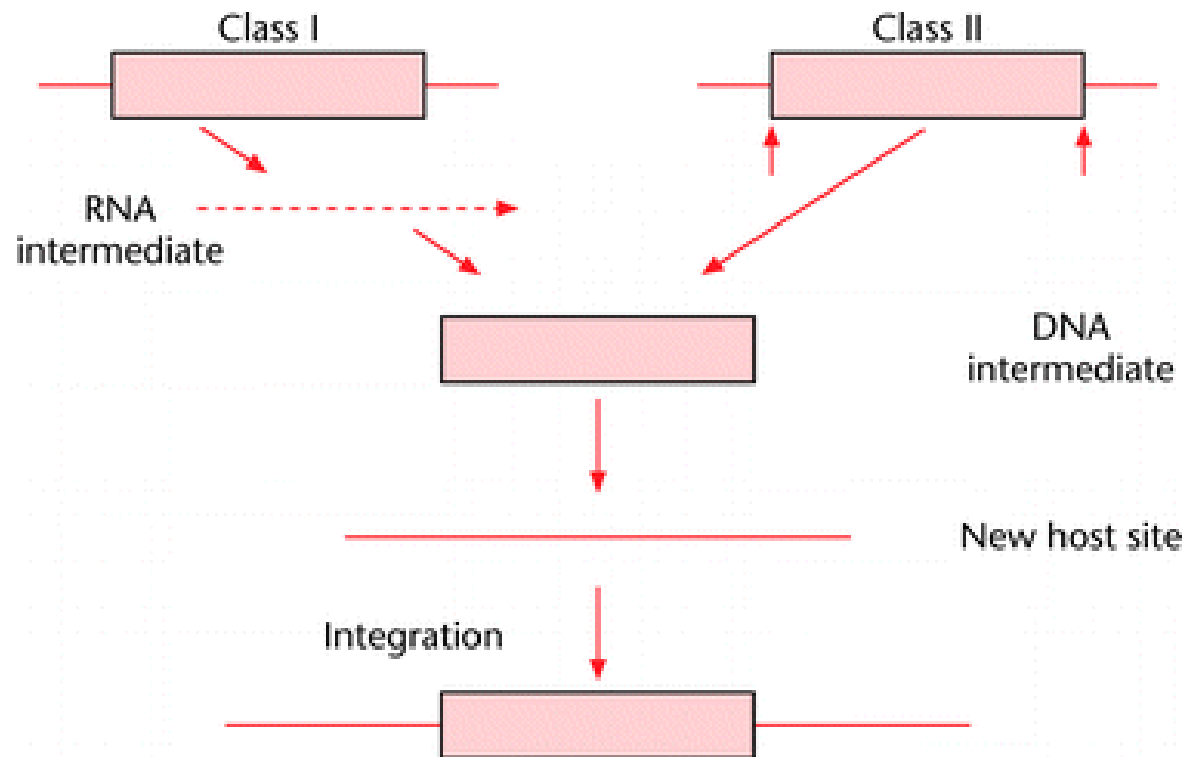 Class I
Class II
RNA
intermediate
DNA
intermediate
New host site
Integration